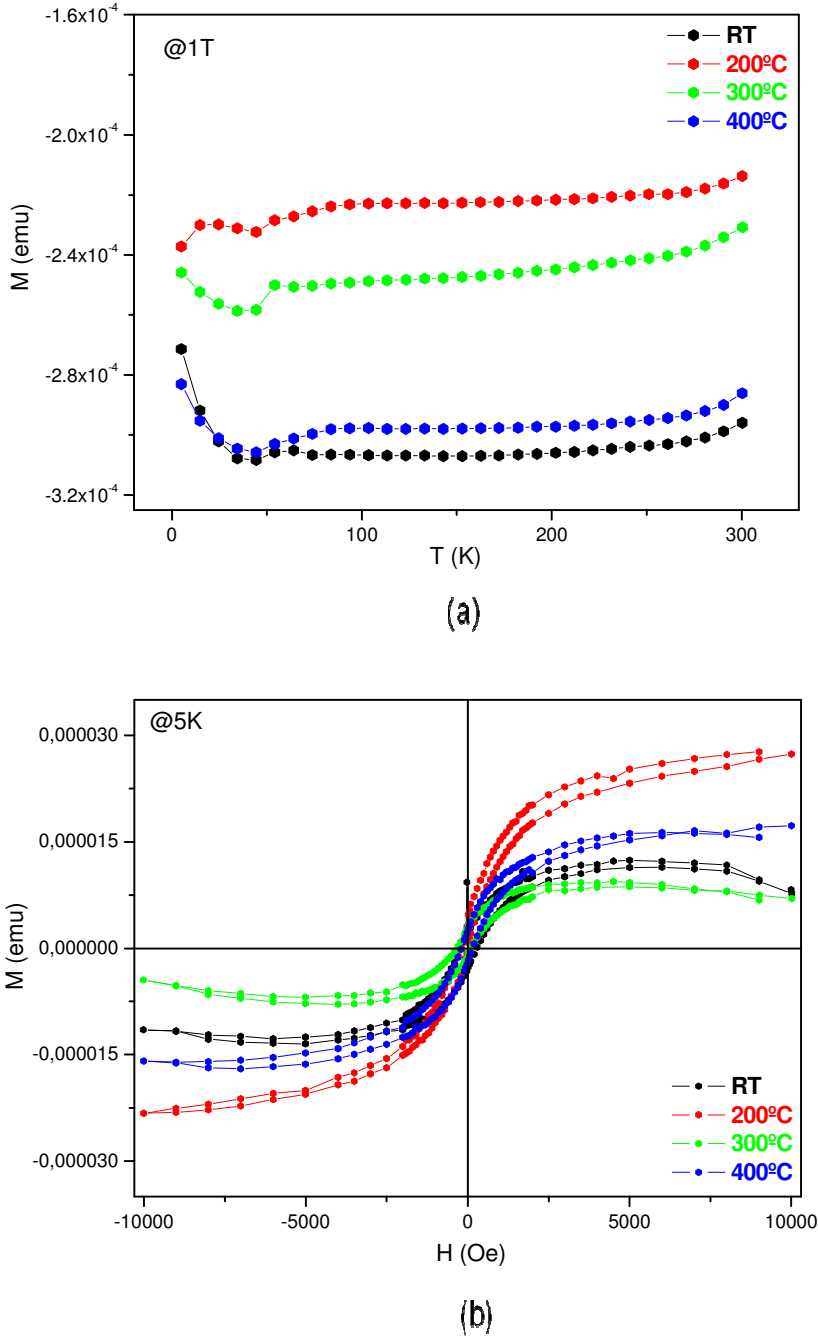 @1T
RT
200ºC
300ºC
400ºC
-1.6x10⁻⁴
-2.0x10⁻⁴
-2.4x10⁻⁴
-2.8x10⁻⁴
-3.2x10⁻⁴
M (emu)
0 100 200 300
T (K)
(a)
@5K
0,000030
0,000015
0,000000
-0,000015
-0,000030
M (emu)
RT
200ºC
300ºC
400ºC
-10000 -5000 0 5000 10000
H (Oe)
(b)